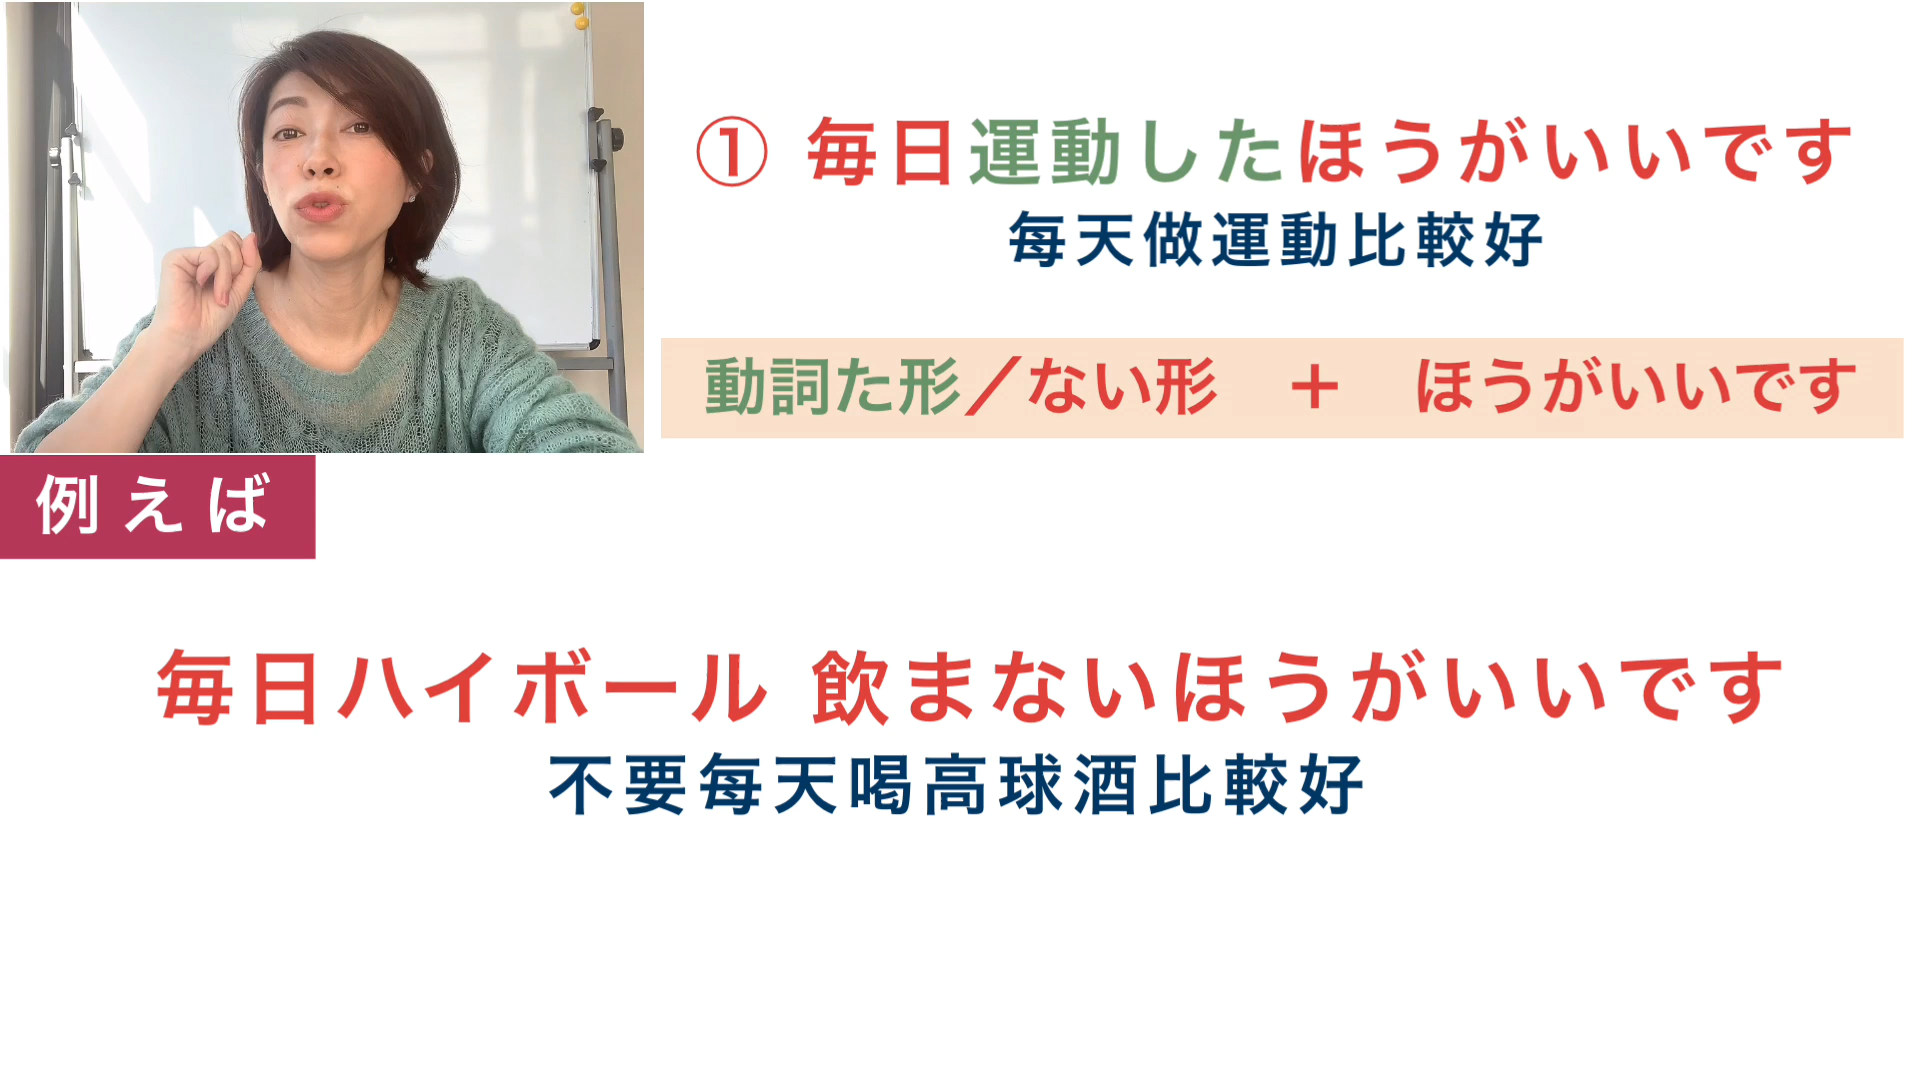 ① 毎日運動したほうがいいです
每天做運動比較好
動詞た形／ない形　＋　ほうがいいです
例えば
毎日ハイボール 飲まないほうがいいです
不要每天喝高球酒比較好